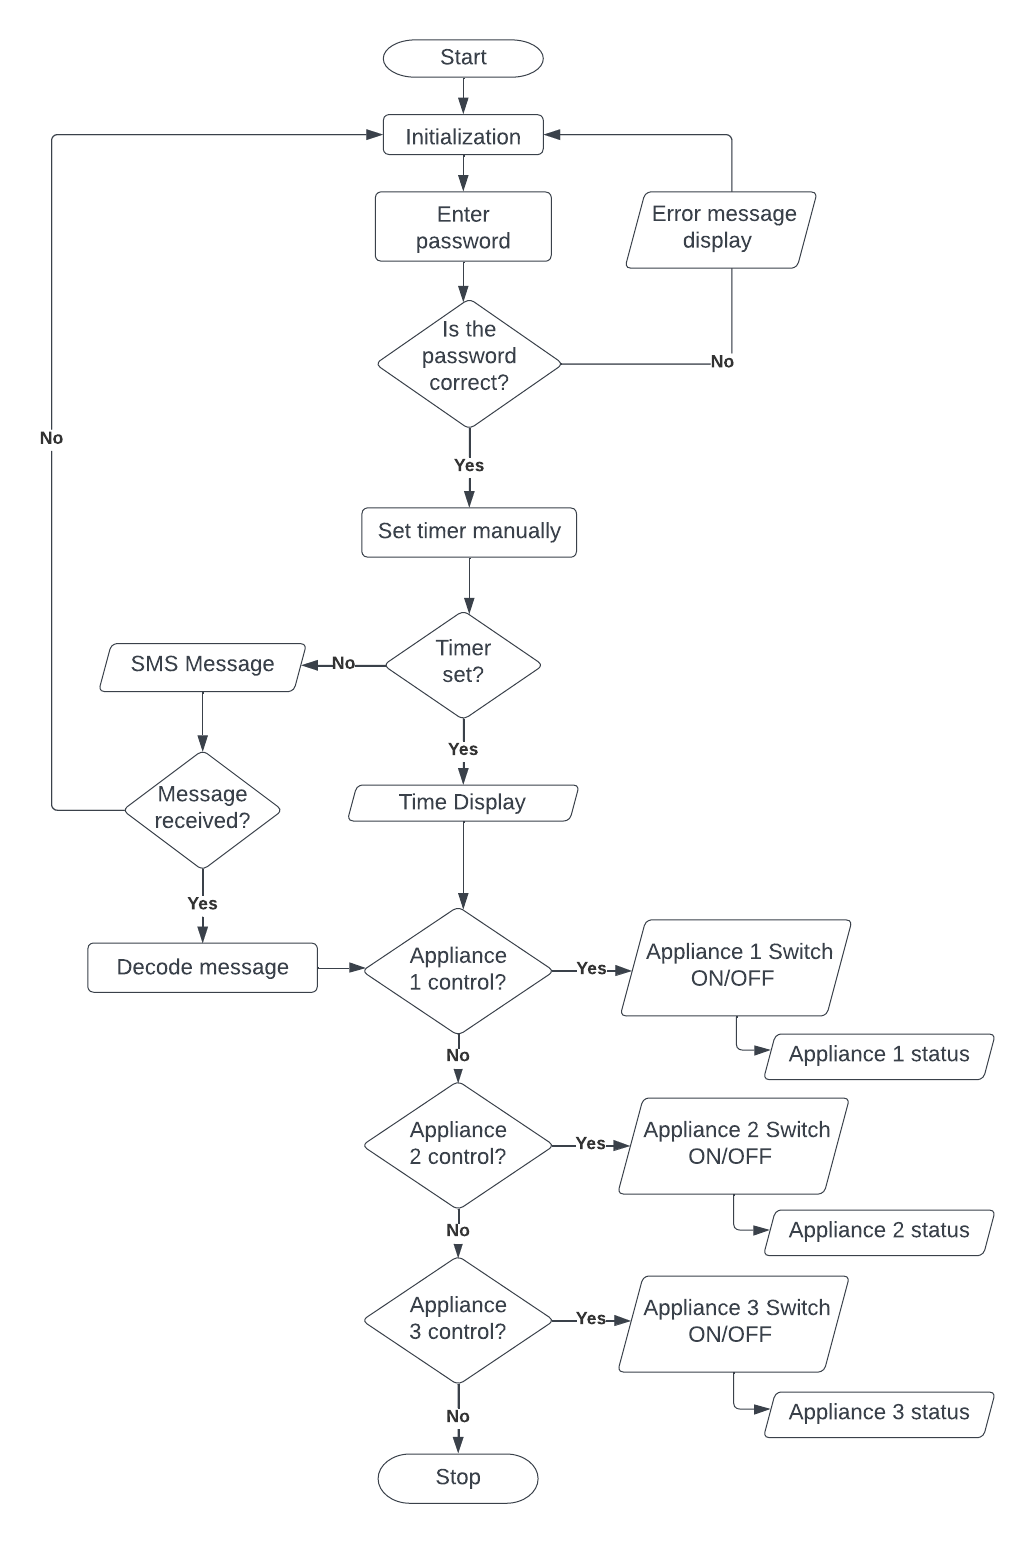 Start
Initialization
Enter
password
Error message
display
Is the
password
correct?
No
No
Yes
Set timer manually
Timer
set?
No
SMS Message
Yes
Message
received?
Time Display
Yes
Decode message
Appliance
1 control?
Yes
Appliance 1 Switch
ON/OFF
Appliance 1 status
No
Appliance
2 control?
Yes
Appliance 2 Switch
ON/OFF
Appliance 2 status
No
Appliance
3 control?
Yes
Appliance 3 Switch
ON/OFF
Appliance 3 status
No
Stop